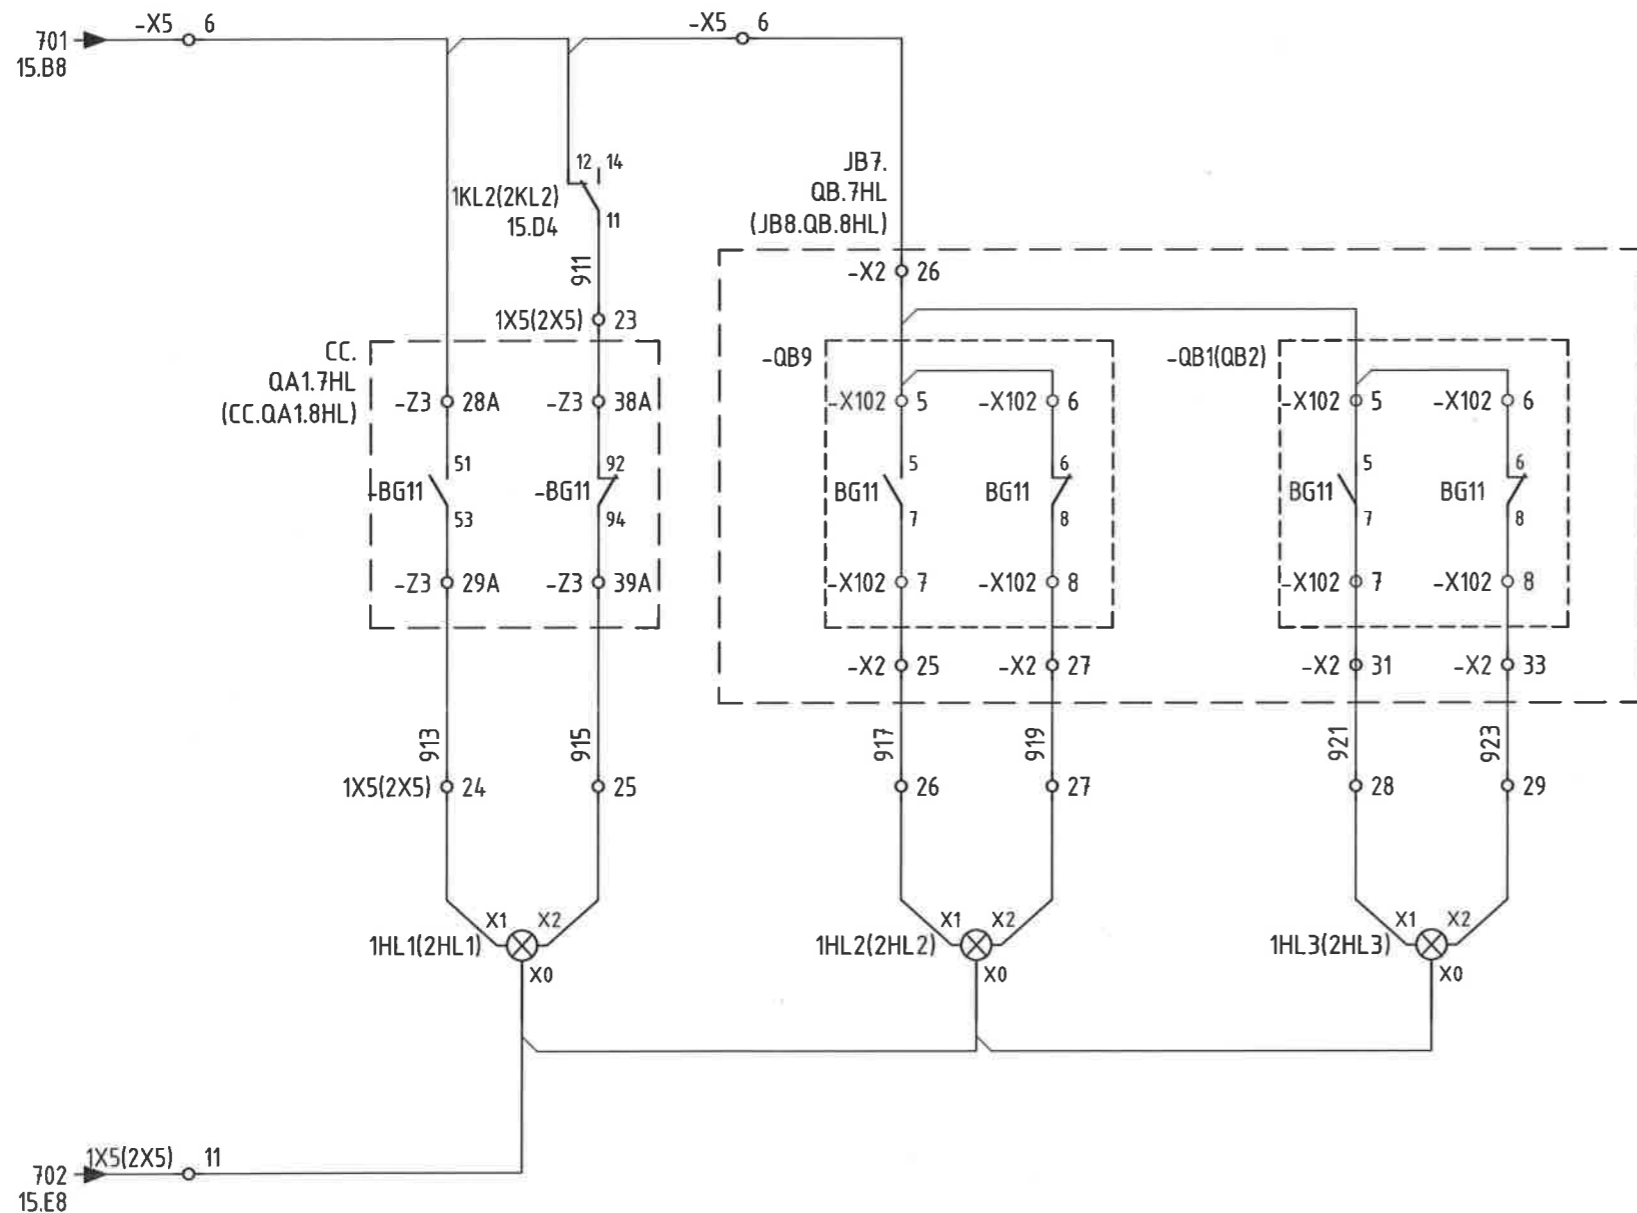 -X5 6
-X5 6
701
15.B8
12 14
1KL2(2KL2)
15.D4
11
911
1X5(2X5) 23
JB7.
QB.7HL
(JB8.QB.8HL)
-X2 26
CC.
QA1.7HL
(CC.QA1.8HL)
-QB9
-QB1(QB2)
-Z3 28A
-Z3 38A
-X102 5
-X102 6
-X102 5
-X102 6
51
-BG11
53
92
-BG11
94
5
BG11
7
6
BG11
8
5
BG11
7
6
BG11
8
-Z3 29A
-Z3 39A
-X102 7
-X102 8
-X102 7
-X102 8
-X2 25
-X2 27
-X2 31
-X2 33
913
915
917
919
921
923
1X5(2X5) 24
25
26
27
28
29
X1 X2
1HL1(2HL1)
X0
X1 X2
1HL2(2HL2)
X0
X1 X2
1HL3(2HL3)
X0
1X5(2X5) 11
702
15.E8